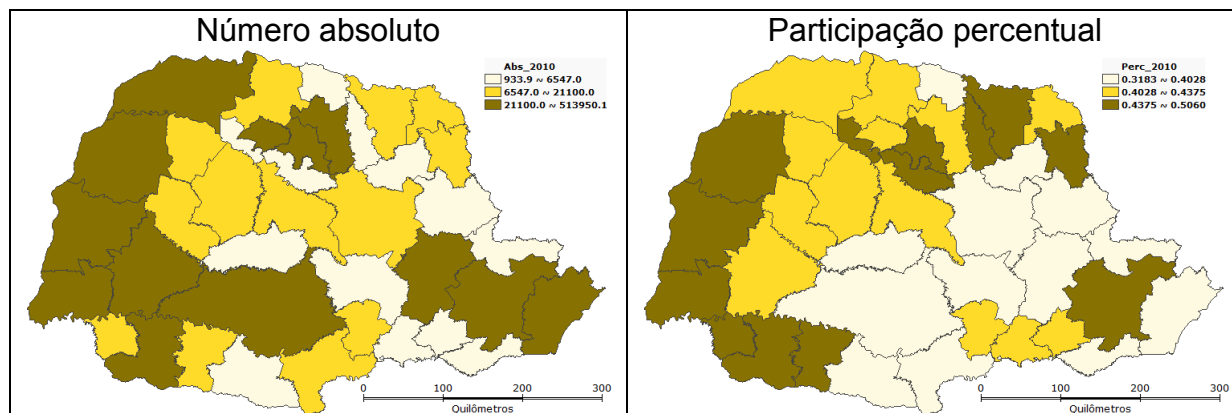 Número absoluto
Abs_2010
933.9 ~ 6547.0
6547.0 ~ 21100.0
21100.0 ~ 513950.1
0 100 200 300
Quilômetros
Participação percentual
Perc_2010
0.3183 ~ 0.4028
0.4028 ~ 0.4375
0.4375 ~ 0.5060
0 100 200 300
Quilômetros